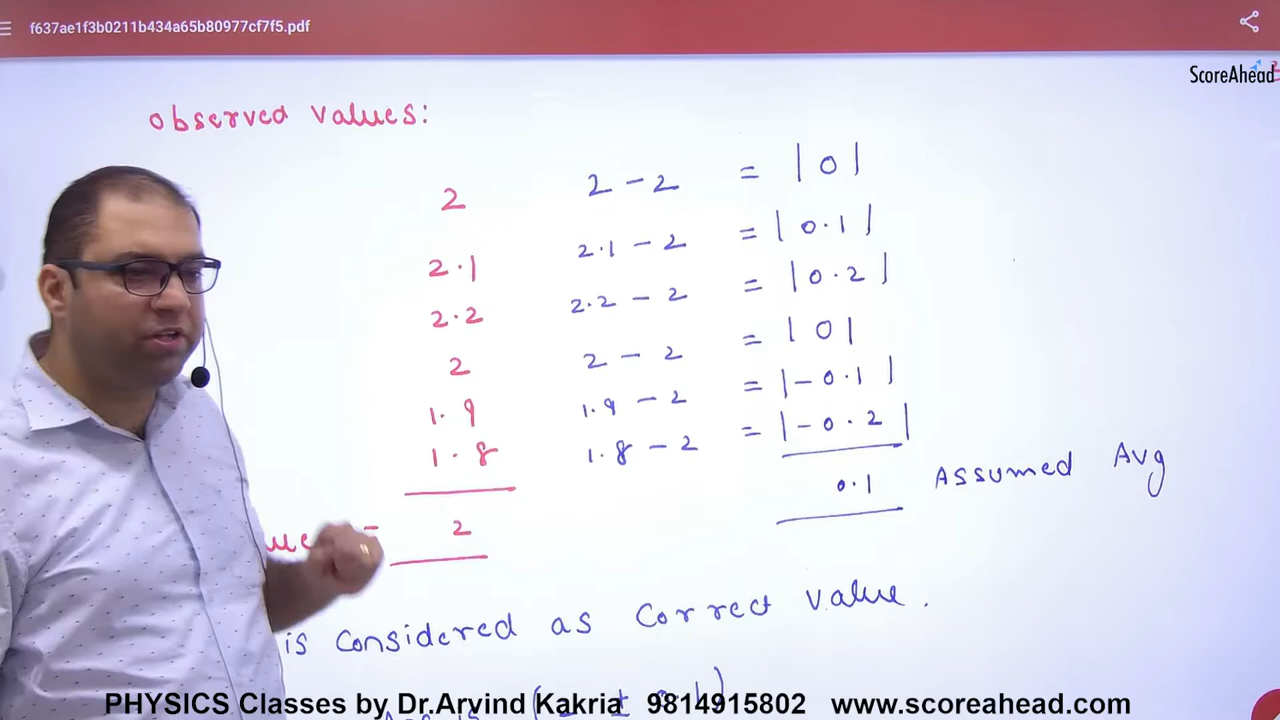 f637ae1f3b0211b434a65b80977cf7f5.pdf
ScoreAhead
observed values:
2 2 - 2 = |0|
2.1 2.1 - 2 = |0.1|
2.2 2.2 - 2 = |0.2|
2 2 - 2 = |0|
1.9 1.9 - 2 = |-0.1|
1.8 1.8 - 2 = |-0.2|
0.1 Assumed Avg
= 2
is considered as correct value.
PHYSICS Classes by Dr.Arvind Kakria 9814915802 www.scoreahead.com